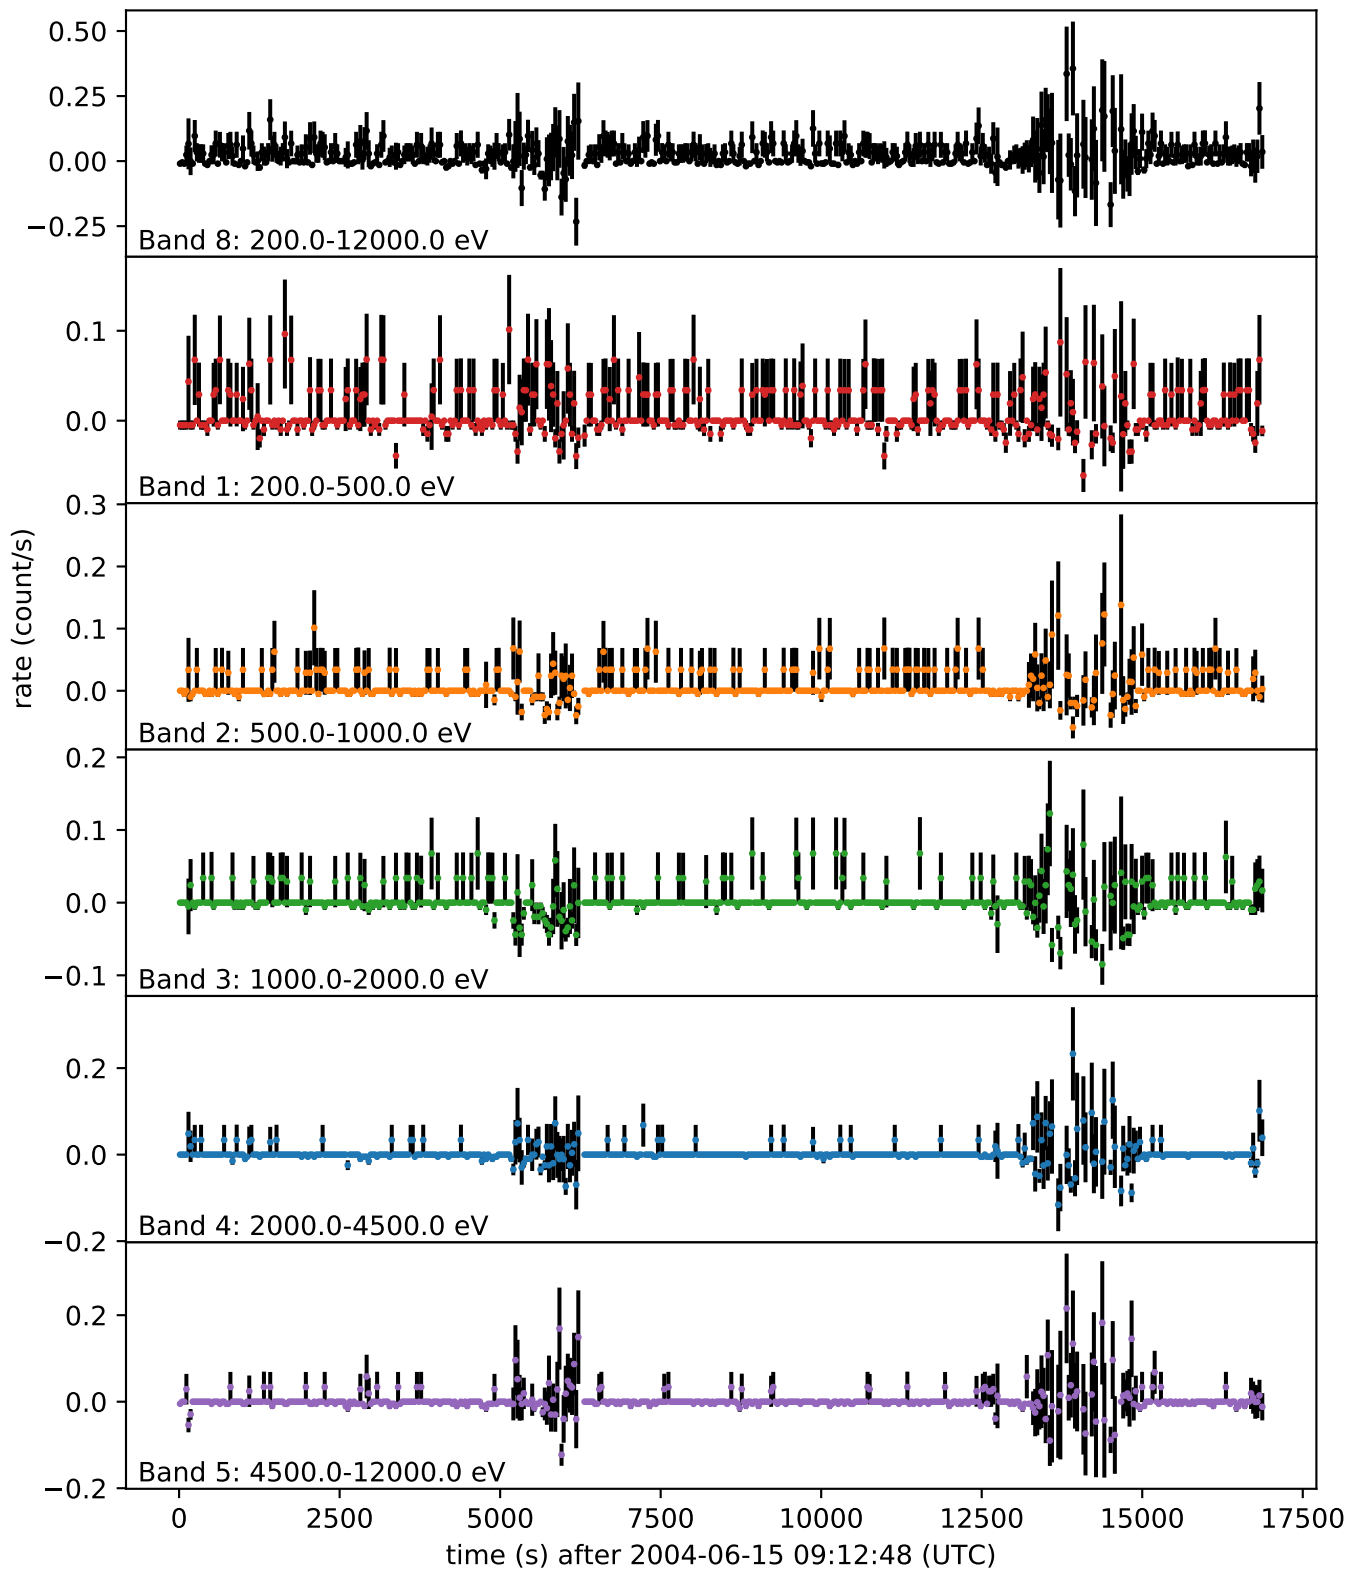 0.50
0.25
0.00
−0.25
Band 8: 200.0-12000.0 eV
0.1
0.0
Band 1: 200.0-500.0 eV
rate (count/s)
0.3
0.2
0.1
0.0
Band 2: 500.0-1000.0 eV
0.2
0.1
0.0
−0.1
Band 3: 1000.0-2000.0 eV
0.2
0.0
−0.2
Band 4: 2000.0-4500.0 eV
0.2
0.0
−0.2
Band 5: 4500.0-12000.0 eV
0 2500 5000 7500 10000 12500 15000 17500
time (s) after 2004-06-15 09:12:48 (UTC)